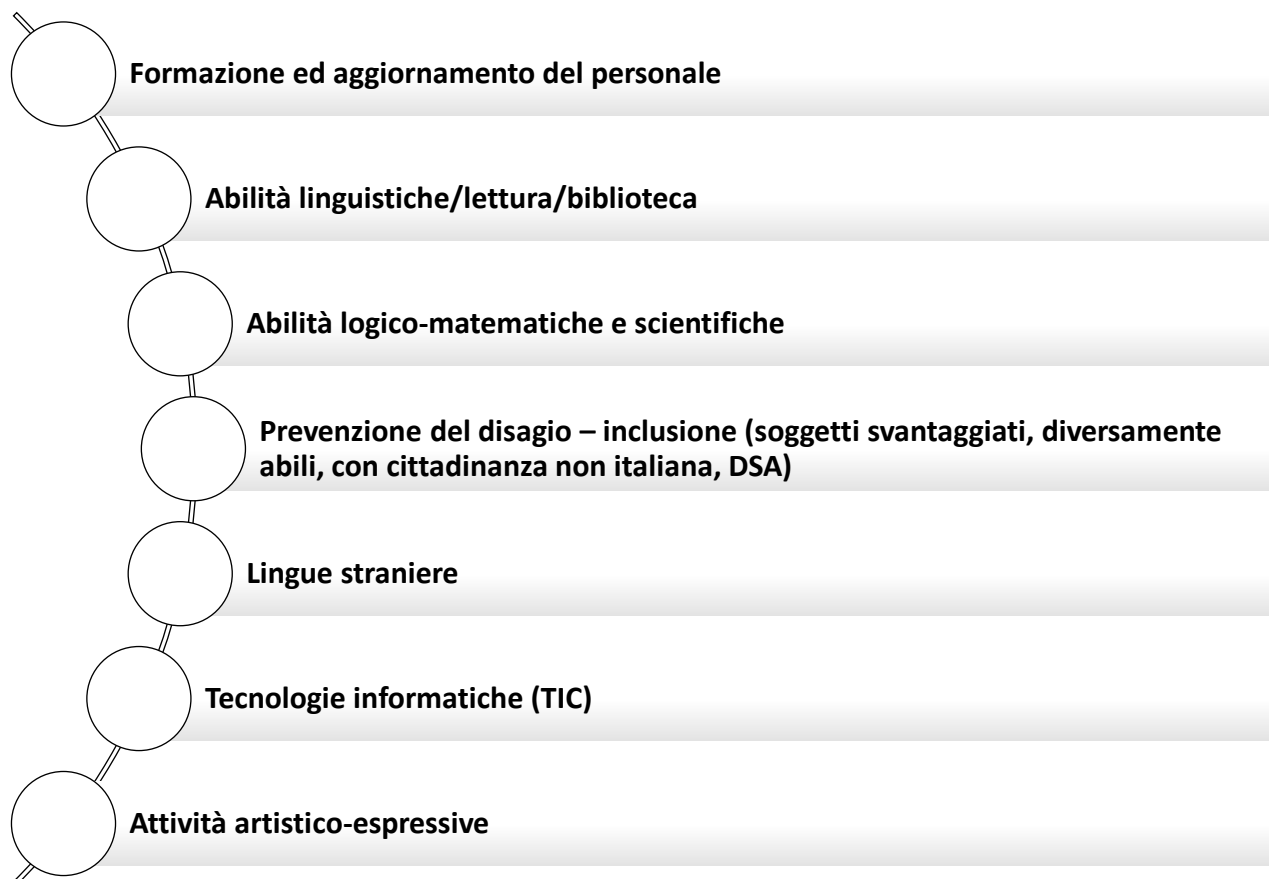 Formazione ed aggiornamento del personale
Abilità linguistiche/lettura/biblioteca
Abilità logico-matematiche e scientifiche
Prevenzione del disagio – inclusione (soggetti svantaggiati, diversamente
abili, con cittadinanza non italiana, DSA)
Lingue straniere
Tecnologie informatiche (TIC)
Attività artistico-espressive